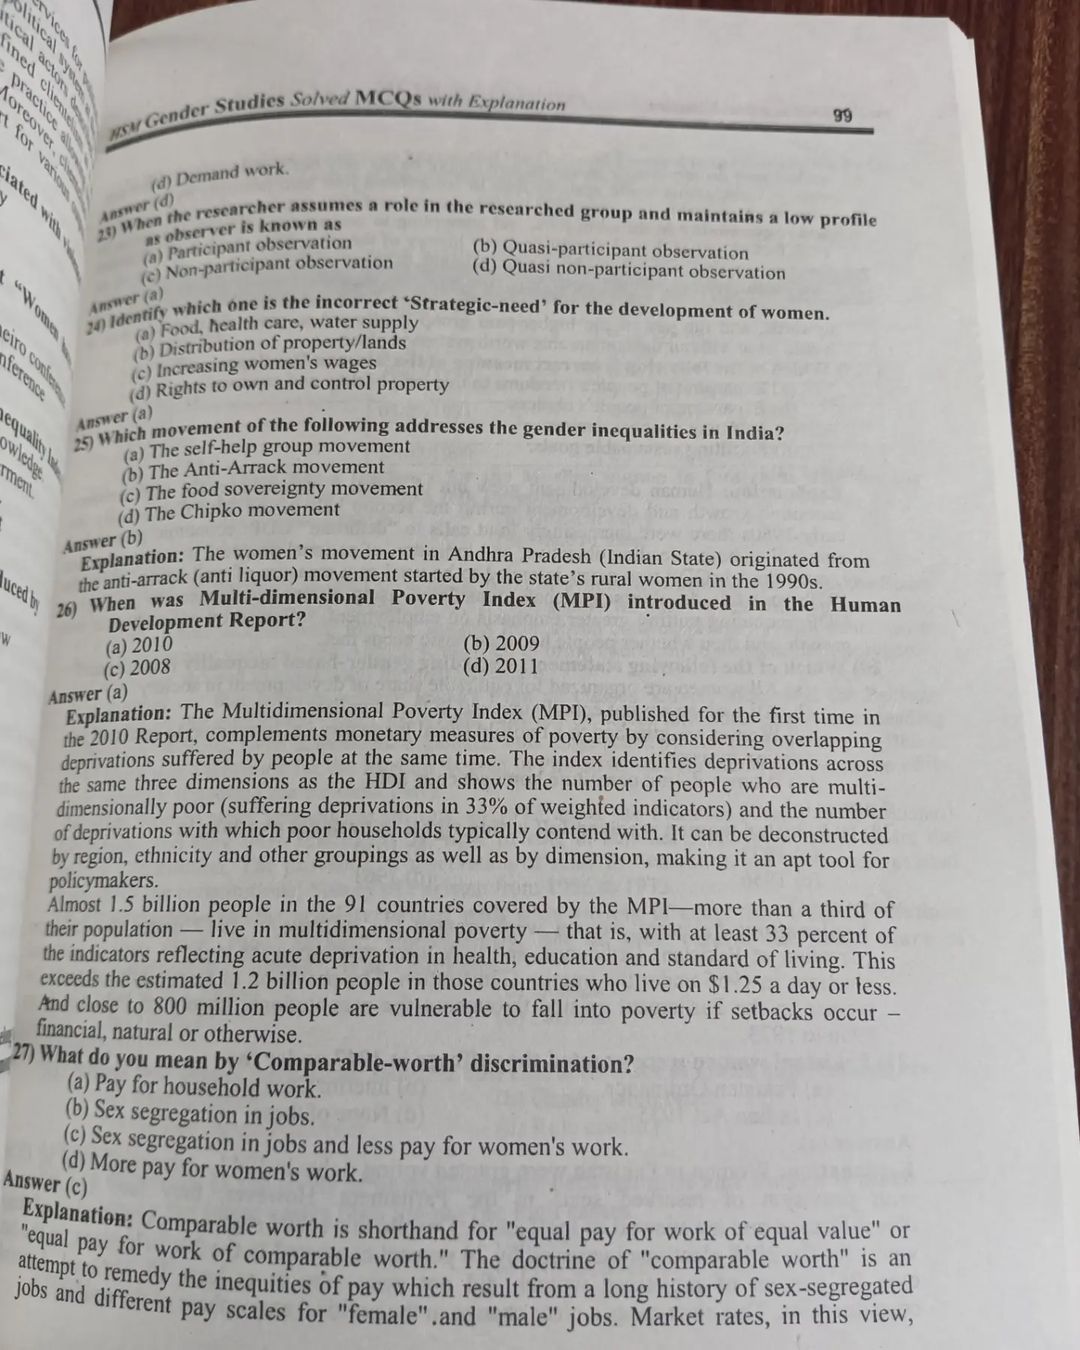 HSM Gender Studies Solved MCQs with Explanation 99
(d) Demand work.
Answer (d)
23) When the researcher assumes a role in the researched group and maintains a low profile
as observer is known as
(a) Participant observation (b) Quasi-participant observation
(c) Non-participant observation (d) Quasi non-participant observation
Answer (a)
24) Identify which one is the incorrect ‘Strategic-need’ for the development of women.
(a) Food, health care, water supply
(b) Distribution of property/lands
(c) Increasing women's wages
(d) Rights to own and control property
Answer (a)
25) Which movement of the following addresses the gender inequalities in India?
(a) The self-help group movement
(b) The Anti-Arrack movement
(c) The food sovereignty movement
(d) The Chipko movement
Answer (b)
Explanation: The women’s movement in Andhra Pradesh (Indian State) originated from
the anti-arrack (anti liquor) movement started by the state’s rural women in the 1990s.
26) When was Multi-dimensional Poverty Index (MPI) introduced in the Human
Development Report?
(a) 2010 (b) 2009
(c) 2008 (d) 2011
Answer (a)
Explanation: The Multidimensional Poverty Index (MPI), published for the first time in
the 2010 Report, complements monetary measures of poverty by considering overlapping
deprivations suffered by people at the same time. The index identifies deprivations across
the same three dimensions as the HDI and shows the number of people who are multi-
dimensionally poor (suffering deprivations in 33% of weighted indicators) and the number
of deprivations with which poor households typically contend with. It can be deconstructed
by region, ethnicity and other groupings as well as by dimension, making it an apt tool for
policymakers.
Almost 1.5 billion people in the 91 countries covered by the MPI—more than a third of
their population — live in multidimensional poverty — that is, with at least 33 percent of
the indicators reflecting acute deprivation in health, education and standard of living. This
exceeds the estimated 1.2 billion people in those countries who live on $1.25 a day or less.
And close to 800 million people are vulnerable to fall into poverty if setbacks occur –
financial, natural or otherwise.
27) What do you mean by ‘Comparable-worth’ discrimination?
(a) Pay for household work.
(b) Sex segregation in jobs.
(c) Sex segregation in jobs and less pay for women's work.
(d) More pay for women's work.
Answer (c)
Explanation: Comparable worth is shorthand for "equal pay for work of equal value" or
"equal pay for work of comparable worth." The doctrine of "comparable worth" is an
attempt to remedy the inequities of pay which result from a long history of sex-segregated
jobs and different pay scales for "female".and "male" jobs. Market rates, in this view,